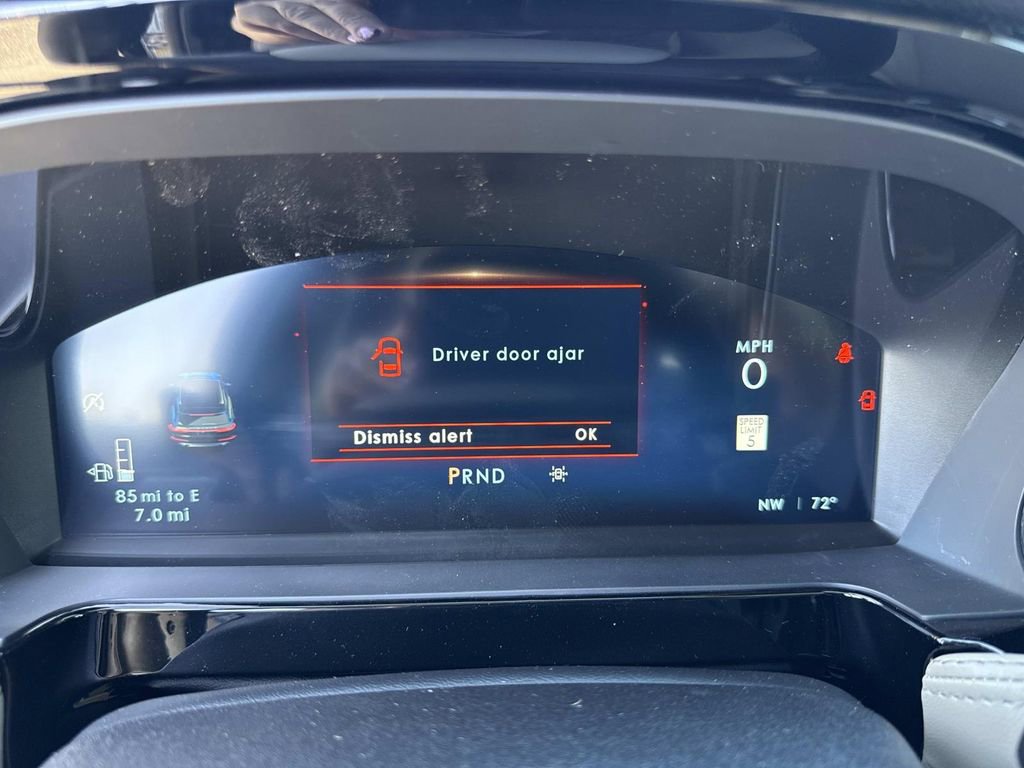 Driver door ajar
Dismiss alert OK
MPH
0
SPEED
LIMIT
5
PRND
85 mi to E
7.0 mi
NW | 72°